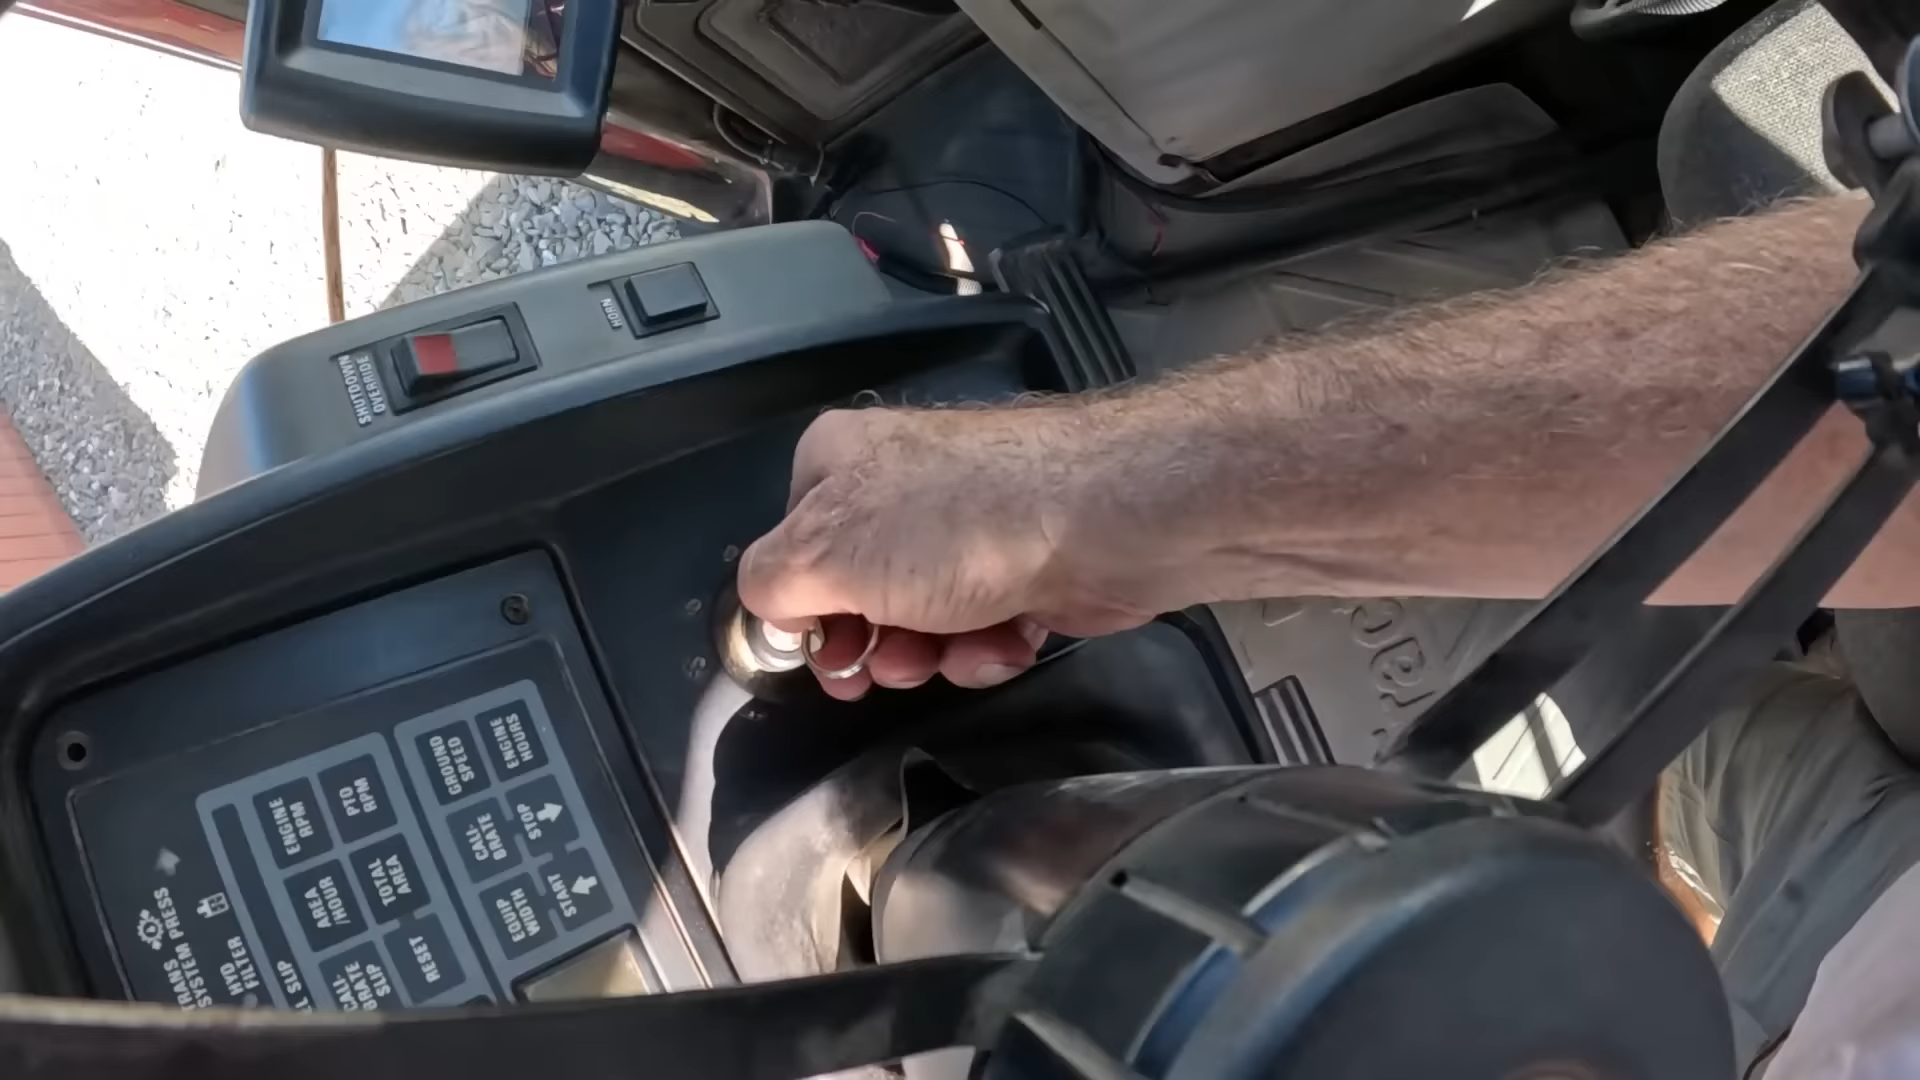 SHUTDOWN
OVERRIDE
HORN
ENGINE
RPM
PTO
RPM
GROUND
SPEED
ENGINE
HOURS
AREA
/HOUR
TOTAL
AREA
CALI-
BRATE
STOP
CALI-
BRATE
SLIP
RESET
EQUIP
WIDTH
START
TRANS
SYSTEM PRESS
HYD
FILTER
SLIP